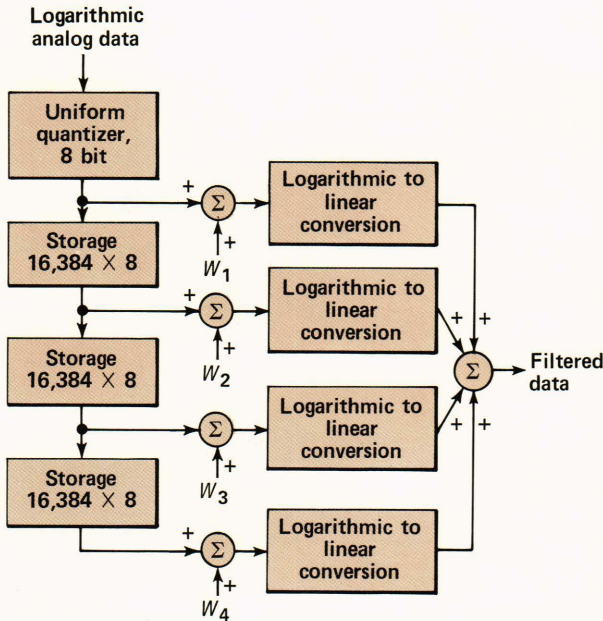 Logarithmic
analog data
Uniform
quantizer,
8 bit
+
Σ
+
W1
Logarithmic to
linear
conversion
Storage
16,384 × 8
+
Σ
+
W2
Logarithmic to
linear
conversion
+
+
Σ
Filtered
data
Storage
16,384 × 8
+
Σ
+
W3
Logarithmic to
linear
conversion
+
+
Storage
16,384 × 8
+
Σ
+
W4
Logarithmic to
linear
conversion